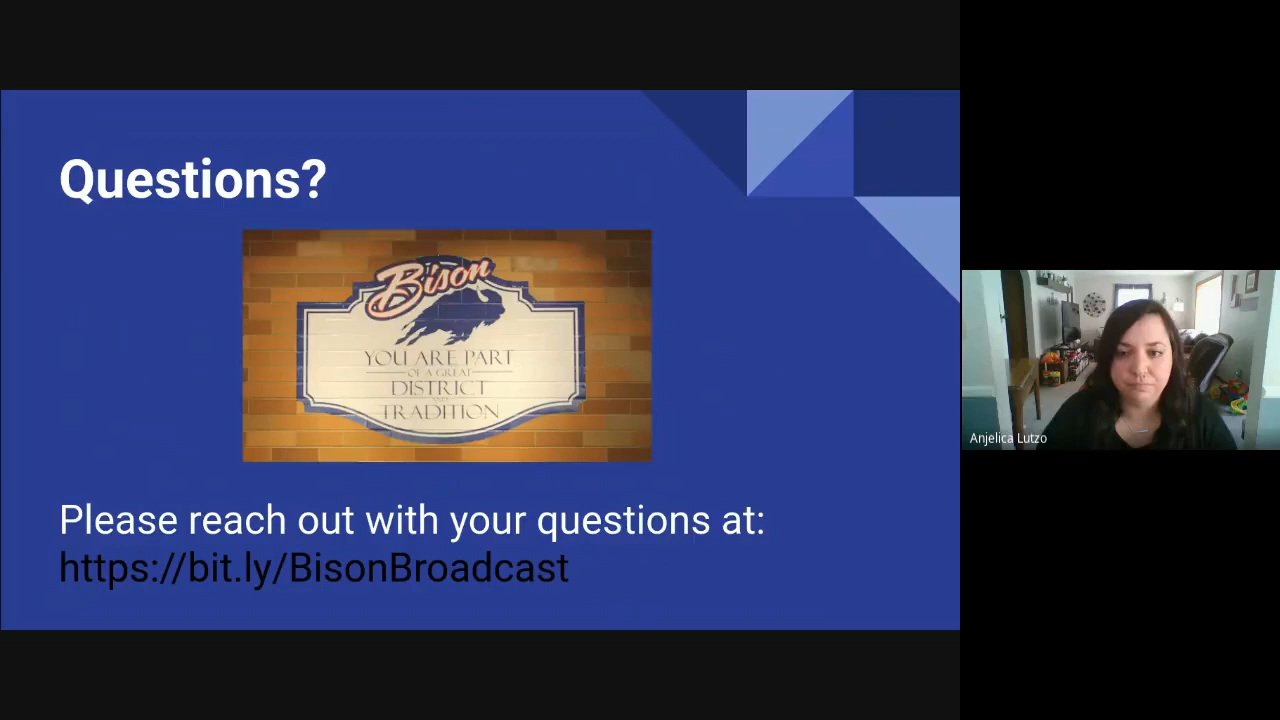 Questions?
Bison
YOU ARE PART
OF A GREAT
DISTRICT
AND
TRADITION
Please reach out with your questions at:
https://bit.ly/BisonBroadcast
Anjelica Lutzo